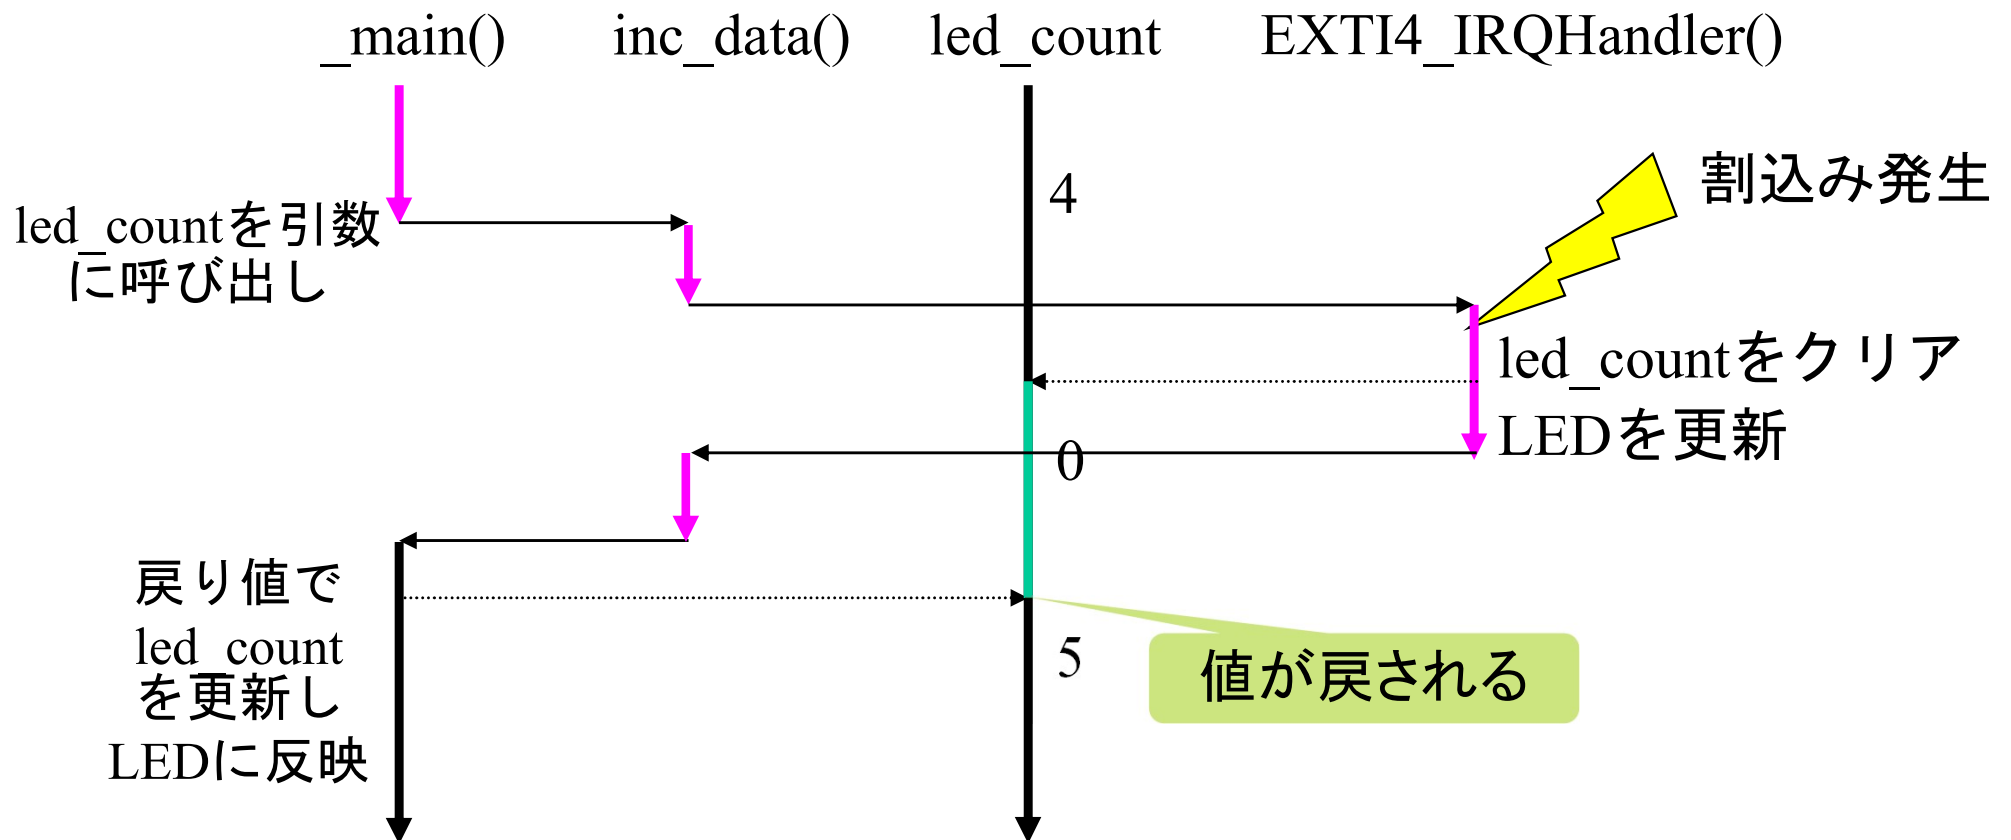 _main() inc_data() led_count EXTI4_IRQHandler()
割込み発生
4
led_countを引数
に呼び出し
led_countをクリア
LEDを更新
0
戻り値で
led_count
を更新し
LEDに反映
5
値が戻される